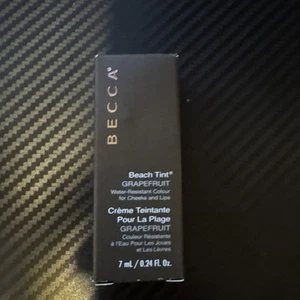 BECCA
Beach Tint®
GRAPEFRUIT
Water-Resistant Colour
for Cheeks and Lips
Crème Teintante
Pour La Plage
GRAPEFRUIT
Couleur Résistante
à l'Eau Pour Les Joues
et Les Lèvres
7 mL / 0.24 Fl. Oz.